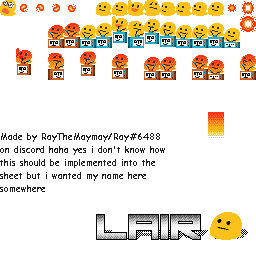 Made by RayTheMaymay/Ray#6488
on discord haha yes i don't know how
this should be implemented into the
sheet but i wanted my name here
somewhere
LAIR